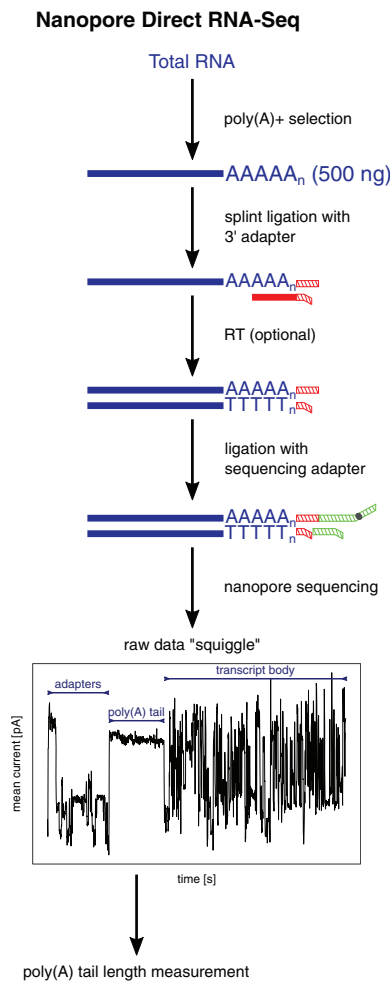 Nanopore Direct RNA-Seq
Total RNA
poly(A)+ selection
AAAAAn (500 ng)
splint ligation with
3' adapter
AAAAAn
RT (optional)
AAAAAn
TTTTTn
ligation with
sequencing adapter
AAAAAn
TTTTTn
nanopore sequencing
raw data "squiggle"
transcript body
adapters
poly(A) tail
mean current [pA]
time [s]
poly(A) tail length measurement